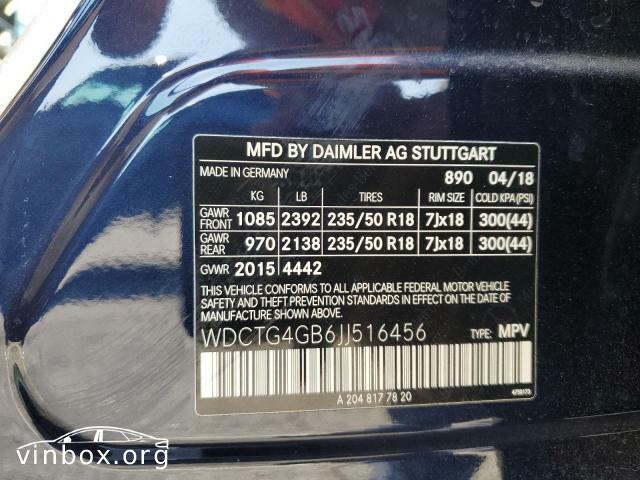 MFD BY DAIMLER AG STUTTGART
MADE IN GERMANY 890 04/18
KG LB TIRES RIM SIZE COLD KPA(PSI)
GAWR FRONT 1085 2392 235/50 R18 7Jx18 300(44)
GAWR REAR 970 2138 235/50 R18 7Jx18 300(44)
GVWR 2015 4442
THIS VEHICLE CONFORMS TO ALL APPLICABLE FEDERAL MOTOR VEHICLE
SAFETY AND THEFT PREVENTION STANDARDS IN EFFECT ON THE DATE OF
MANUFACTURE SHOWN ABOVE.
WDCTG4GB6JJ516456 TYPE: MPV
A 204 817 78 20
vinbox.org